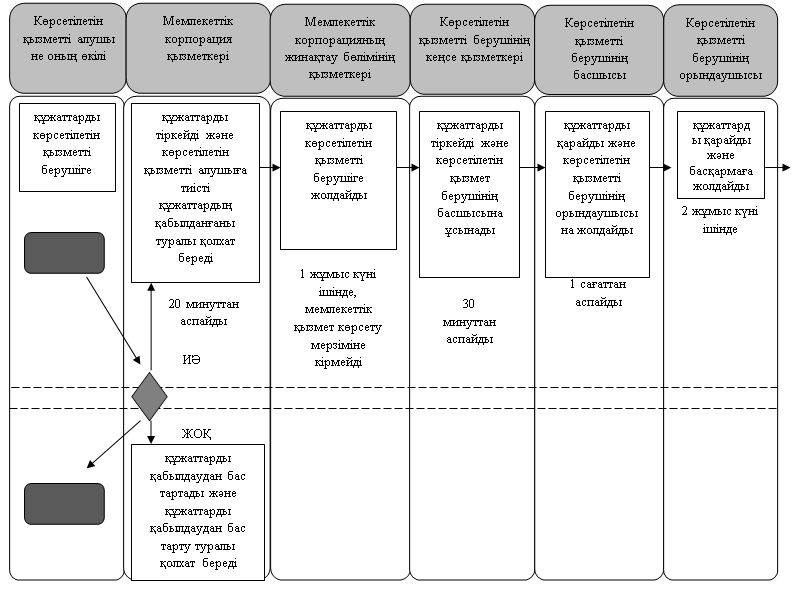 Көрсетілетін
қызметті алушы
не оның өкілі
Мемлекеттік
корпорация
қызметкері
Мемлекеттік
корпорацияның
жинақтау бөлімінің
қызметкері
Көрсетілетін
қызметті берушінің
кеңсе қызметкері
Көрсетілетін
қызметті
берушінің
басшысы
Көрсетілетін
қызметті
берушінің
орындаушысы
құжаттарды
көрсетілетін
қызметті
берушіге
құжаттарды
тіркейді және
көрсетілетін
қызметті алушыға
тиісті
құжаттардың
қабылданғаны
туралы қолхат
береді
20 минуттан
аспайды
ИӘ
ЖОҚ
құжаттарды
қабылдаудан бас
тартады және
құжаттарды
қабылдаудан бас
тарту туралы
қолхат береді
құжаттарды
көрсетілетін
қызметті
берушіге
жолдайды
1 жұмыс күні
ішінде,
мемлекеттік
қызмет көрсету
мерзіміне
кірмейді
құжаттарды
тіркейді және
көрсетілетін
қызмет
берушінің
басшысына
ұсынады
30
минуттан
аспайды
құжаттарды
қарайды және
көрсетілетін
қызметті
берушінің
орындаушысы
на жолдайды
1 сағаттан
аспайды
құжаттард
ы қарайды
және
басқармаға
жолдайды
2 жұмыс күні
ішінде